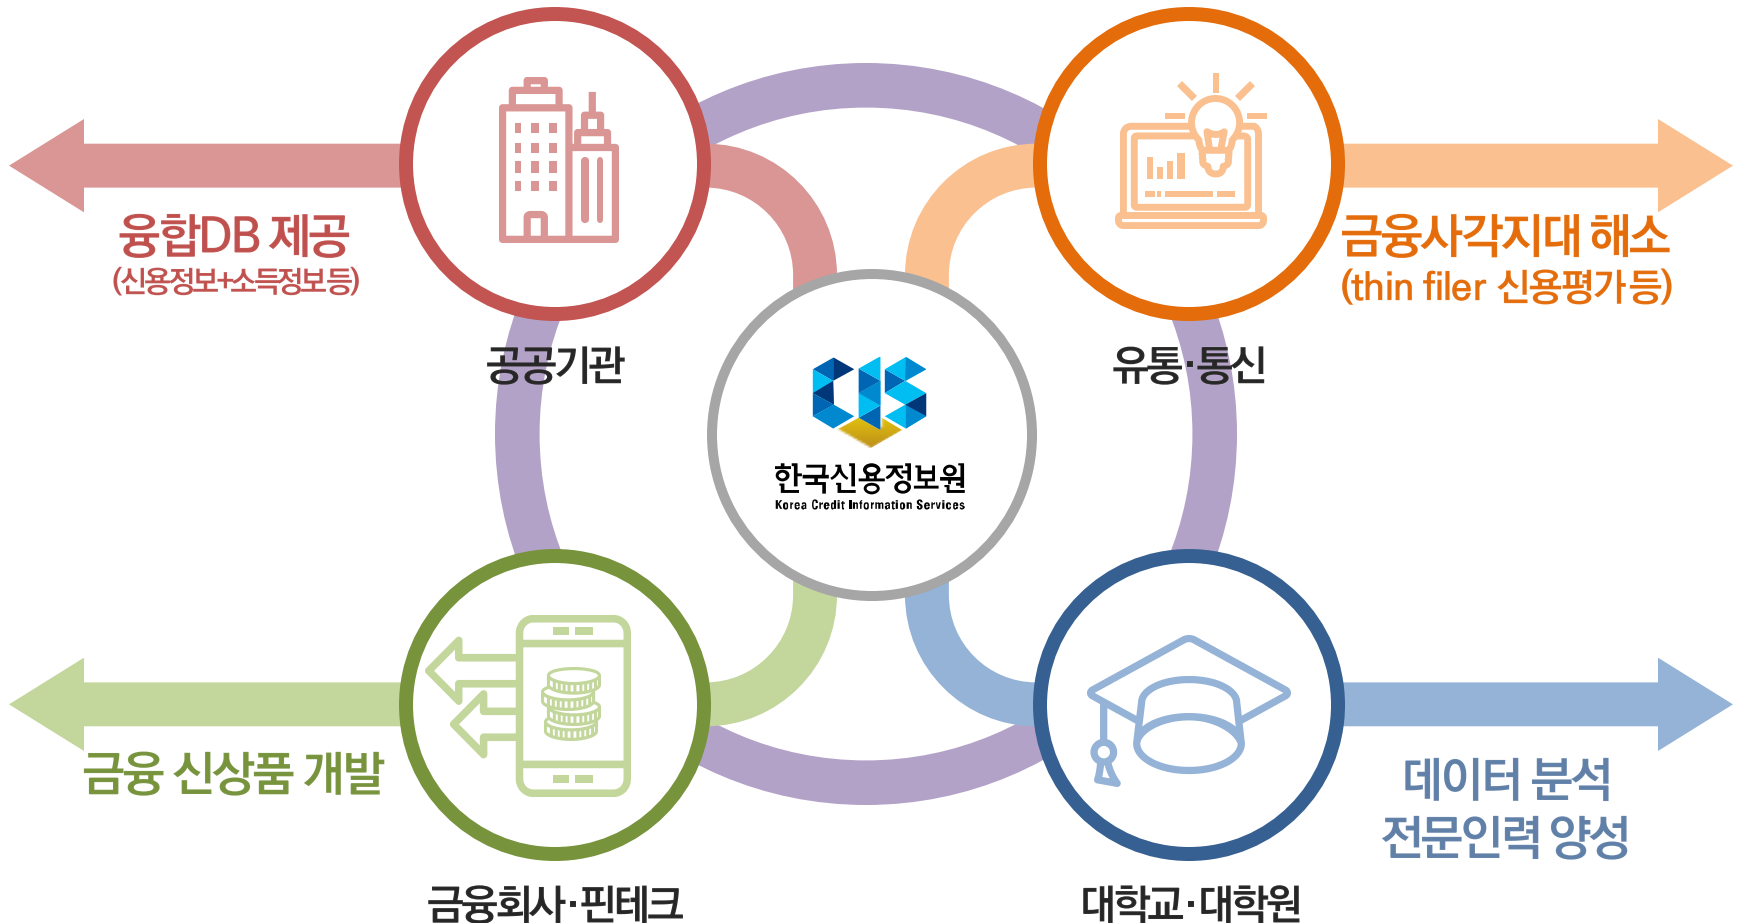 융합DB 제공
(신용정보+소득정보 등)
공공기관
유통·통신
금융사각지대 해소
(thin filer 신용평가 등)
CIS
한국신용정보원
Korea Credit Information Services
금융 신상품 개발
금융회사·핀테크
대학교·대학원
데이터 분석
전문인력 양성